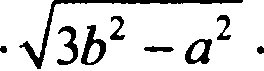 · √(3b² − a²) ·